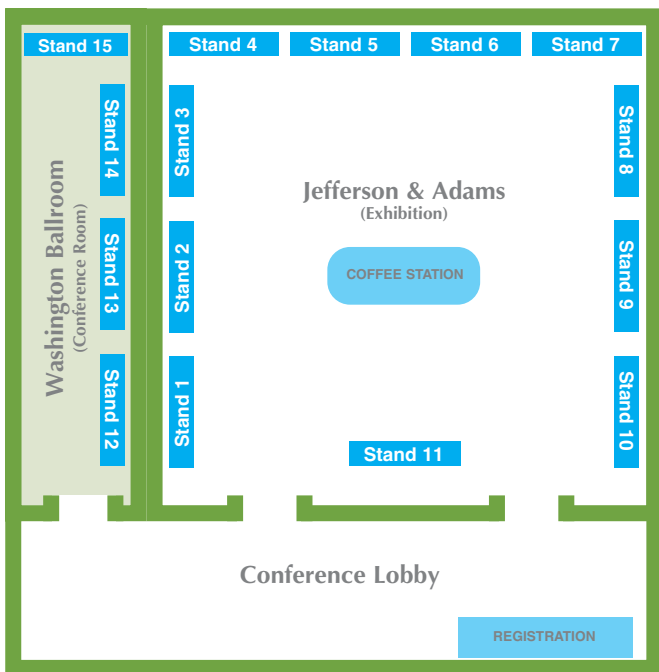 Stand 15
Stand 4
Stand 5
Stand 6
Stand 7
Stand 14
Stand 13
Stand 12
Washington Ballroom
(Conference Room)
Stand 3
Stand 2
Stand 1
Jefferson & Adams
(Exhibition)
COFFEE STATION
Stand 8
Stand 9
Stand 10
Stand 11
Conference Lobby
REGISTRATION